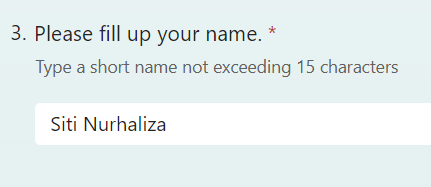 3. Please fill up your name. *
Type a short name not exceeding 15 characters
Siti Nurhaliza